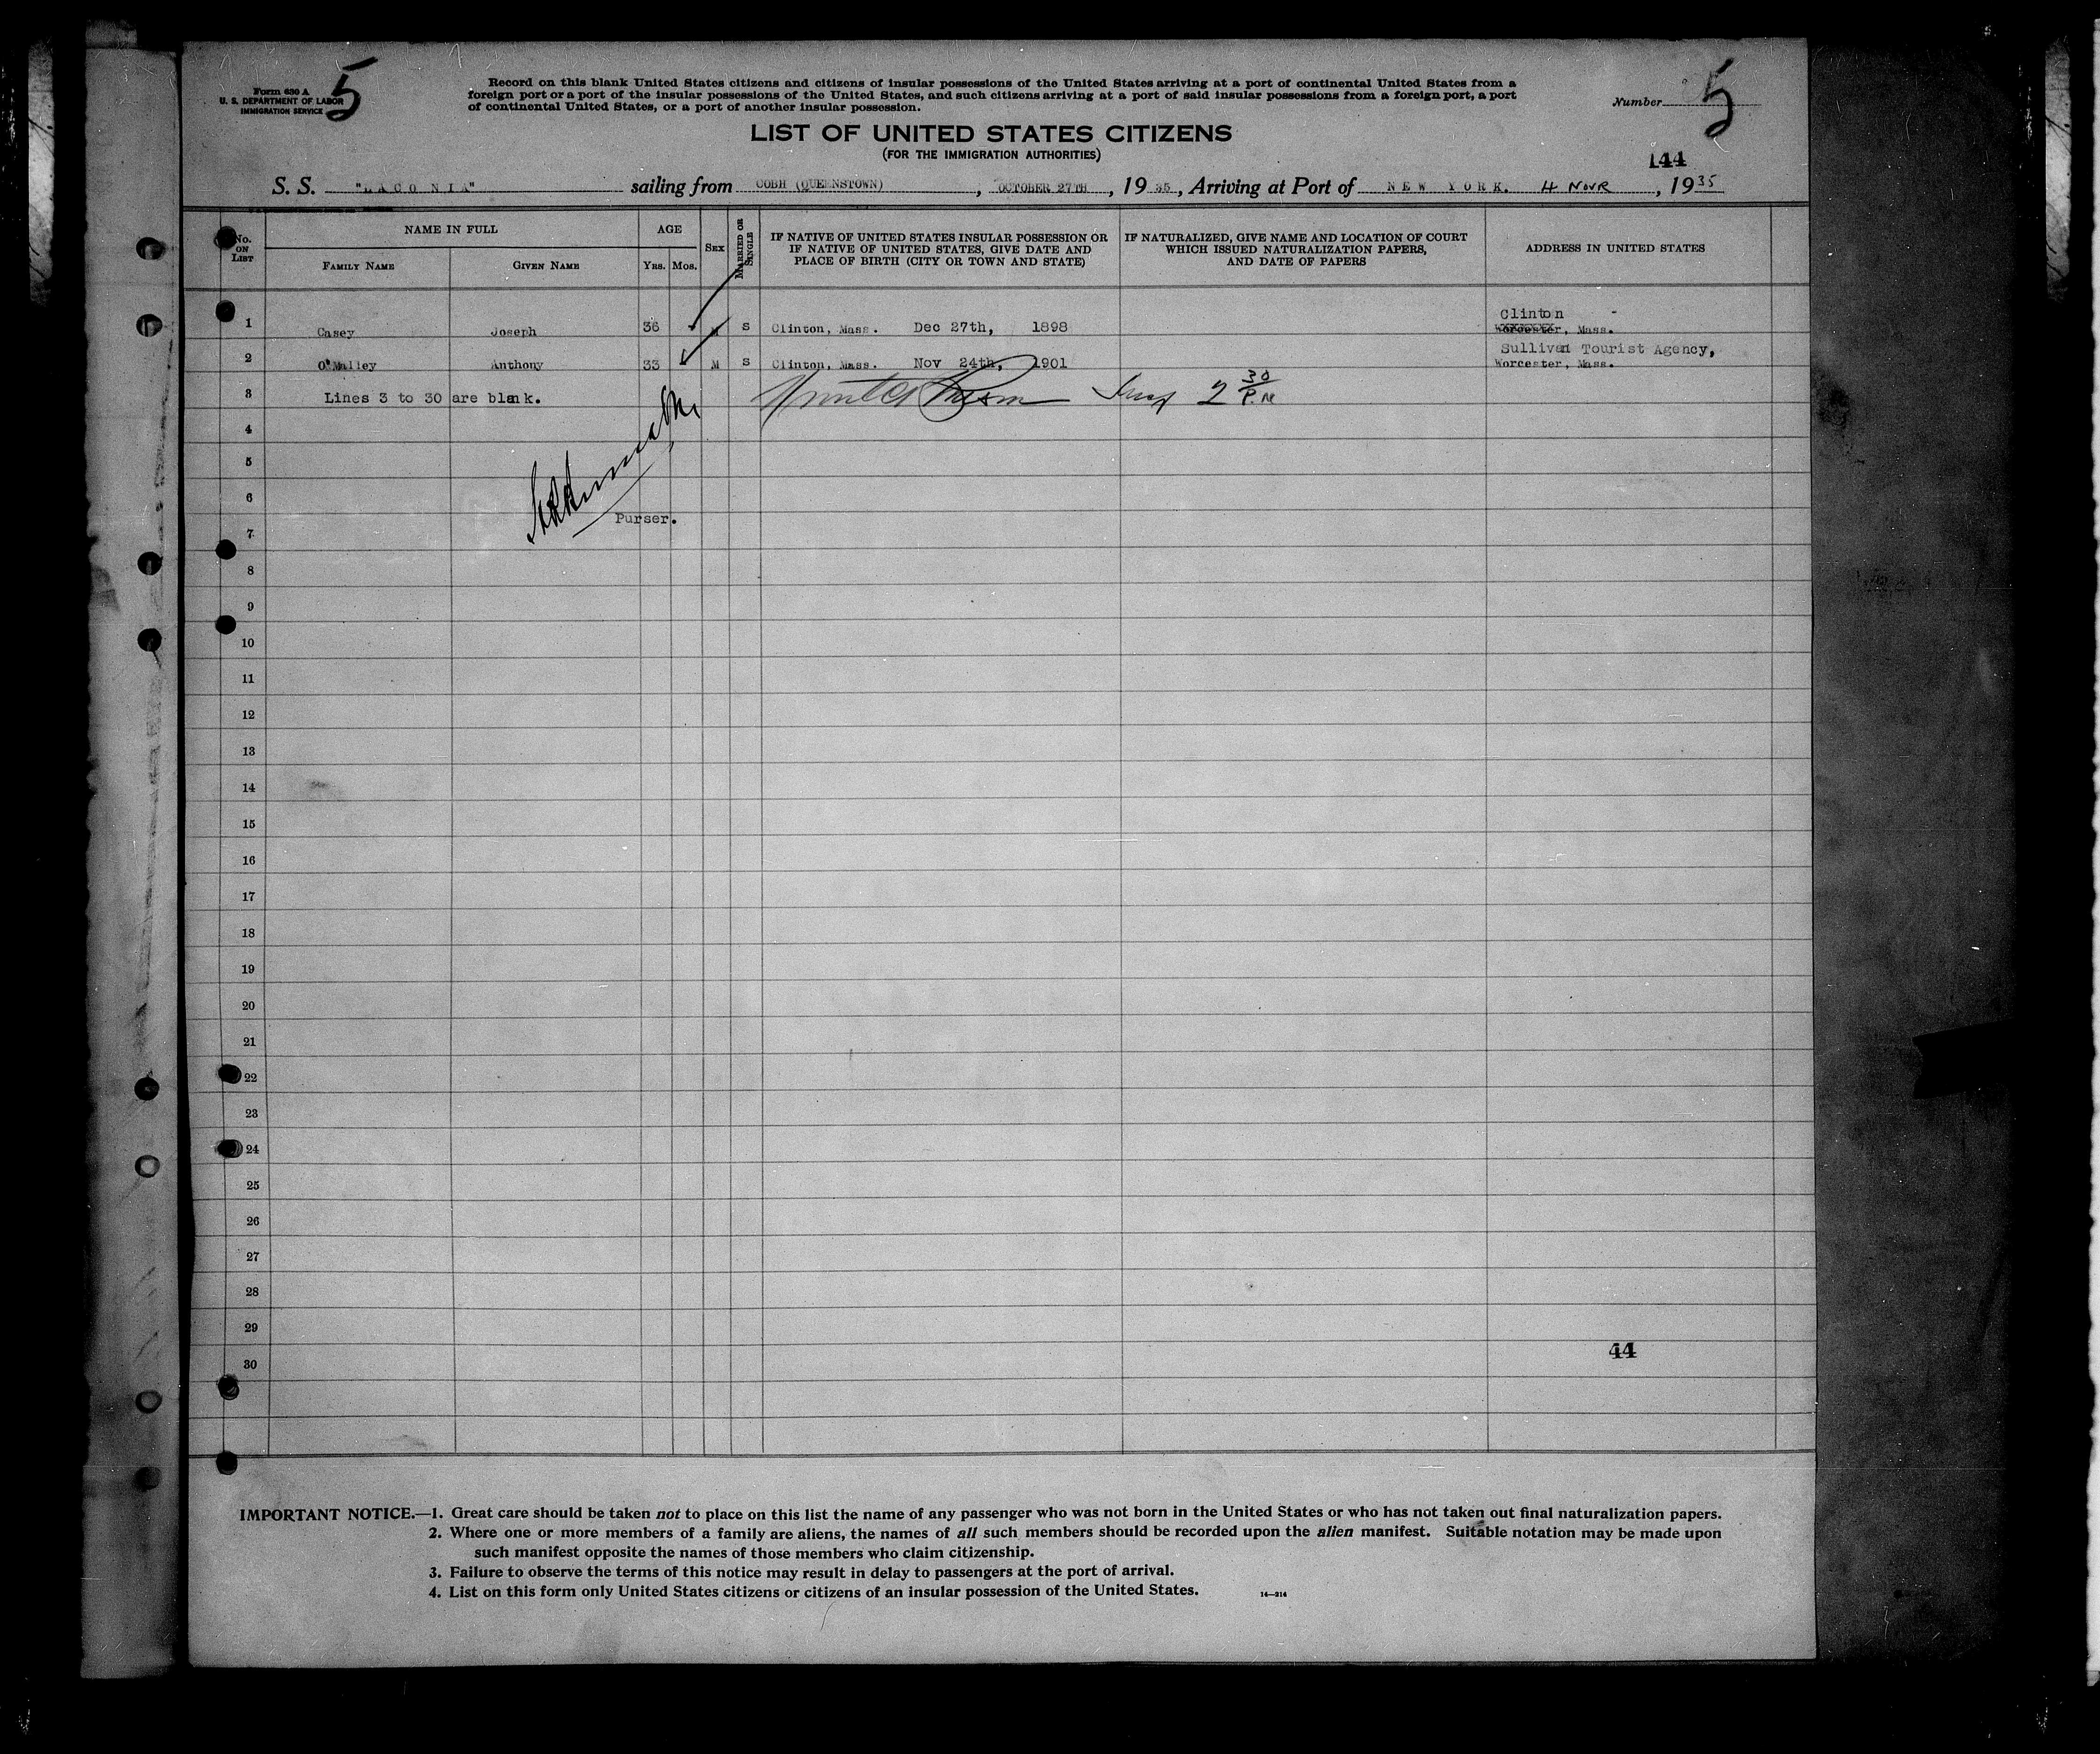 Form 630 A
U. S. DEPARTMENT OF LABOR
IMMIGRATION SERVICE
5
Record on this blank United States citizens and citizens of insular possessions of the United States arriving at a port of continental United States from a
foreign port or a port of the insular possessions of the United States, and such citizens arriving at a port of said insular possessions from a foreign port, a port
of continental United States, or a port of another insular possession.
Number 5
LIST OF UNITED STATES CITIZENS
(FOR THE IMMIGRATION AUTHORITIES)
144
S. S. "LACONIA" sailing from COBH (QUEENSTOWN), OCTOBER 27TH, 1935, Arriving at Port of NEW YORK. 4 NOVR, 1935
No. ON LIST
NAME IN FULL
FAMILY NAME GIVEN NAME
AGE
YRS. MOS.
SEX
MARRIED OR SINGLE
IF NATIVE OF UNITED STATES INSULAR POSSESSION OR
IF NATIVE OF UNITED STATES, GIVE DATE AND
PLACE OF BIRTH (CITY OR TOWN AND STATE)
IF NATURALIZED, GIVE NAME AND LOCATION OF COURT
WHICH ISSUED NATURALIZATION PAPERS,
AND DATE OF PAPERS
ADDRESS IN UNITED STATES
Clinton
1 Casey Joseph 36 M S Clinton, Mass. Dec 27th, 1898 Worcester, Mass.
Sullivan Tourist Agency,
2 O'Malley Anthony 33 M S Clinton, Mass. Nov 24th, 1901 Worcester, Mass.
3 Lines 3 to 30 are blank. 2 30 P.M
4
5
6
Purser.
7
8
9
10
11
12
13
14
15
16
17
18
19
20
21
22
23
24
25
26
27
28
29
44
30
IMPORTANT NOTICE.—1. Great care should be taken not to place on this list the name of any passenger who was not born in the United States or who has not taken out final naturalization papers.
2. Where one or more members of a family are aliens, the names of all such members should be recorded upon the alien manifest. Suitable notation may be made upon
such manifest opposite the names of those members who claim citizenship.
3. Failure to observe the terms of this notice may result in delay to passengers at the port of arrival.
4. List on this form only United States citizens or citizens of an insular possession of the United States.
14—214